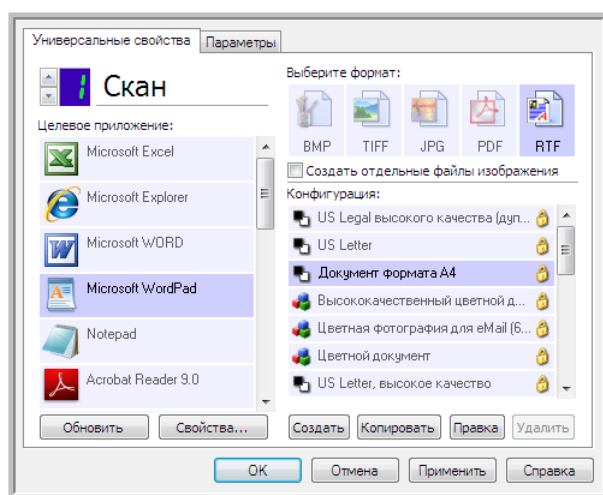 Универсальные свойства
Параметры
1
Скан
Целевое приложение:
Microsoft Excel
Microsoft Explorer
Microsoft WORD
Microsoft WordPad
Notepad
Acrobat Reader 9.0
Обновить
Свойства...
Выберите формат:
BMP
TIFF
JPG
PDF
RTF
Создать отдельные файлы изображения
Конфигурация:
US Legal высокого качества (дуп...
US Letter
Документ формата A4
Высококачественный цветной д...
Цветная фотография для eMail (6...
Цветной документ
US Letter, высокое качество
Создать
Копировать
Правка
Удалить
OK
Отмена
Применить
Справка